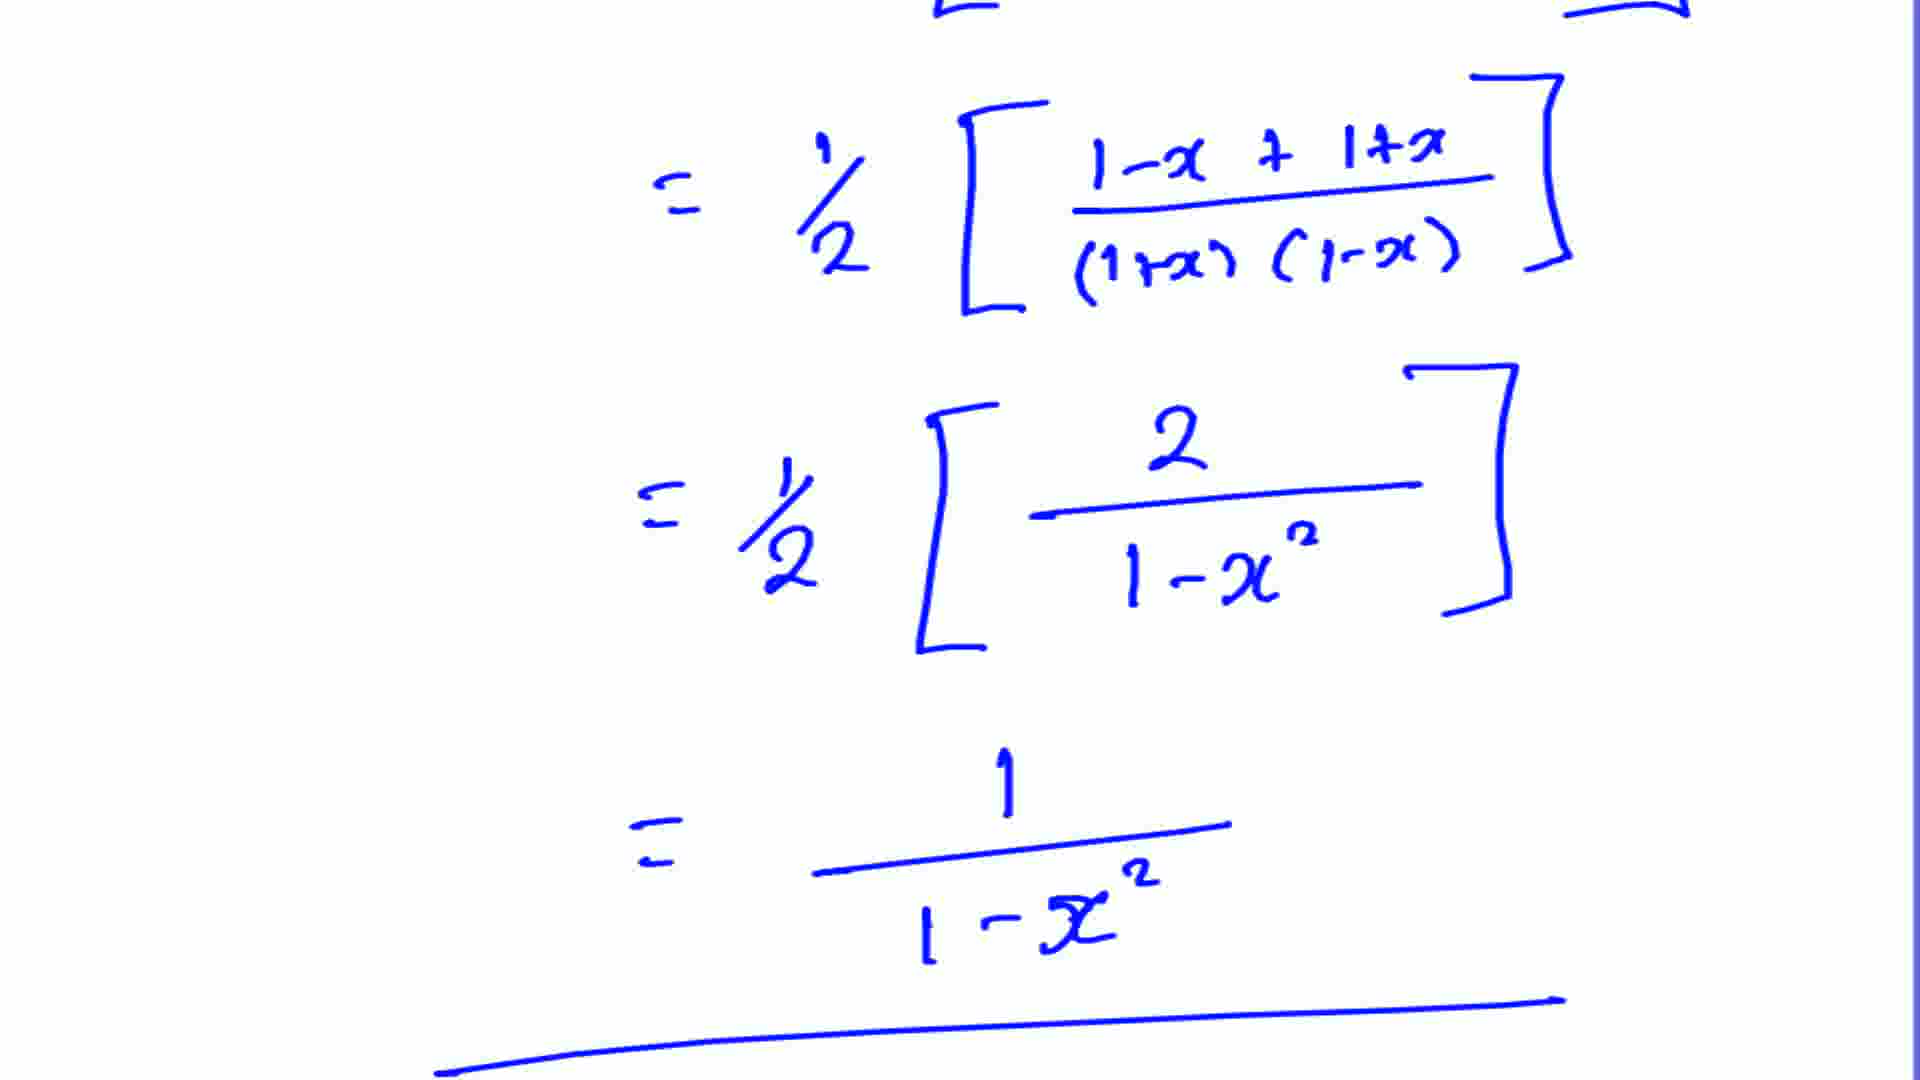 = 1/2 [ (1-x + 1+x) / ((1+x) (1-x)) ]
= 1/2 [ 2 / (1-x²) ]
= 1 / (1-x²)